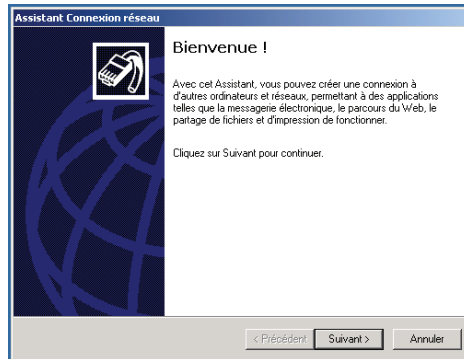 Assistant Connexion réseau
Bienvenue !
Avec cet Assistant, vous pouvez créer une connexion à
d'autres ordinateurs et réseaux, permettant à des applications
telles que la messagerie électronique, le parcours du Web, le
partage de fichiers et d'impression de fonctionner.
Cliquez sur Suivant pour continuer.
< Précédent Suivant > Annuler